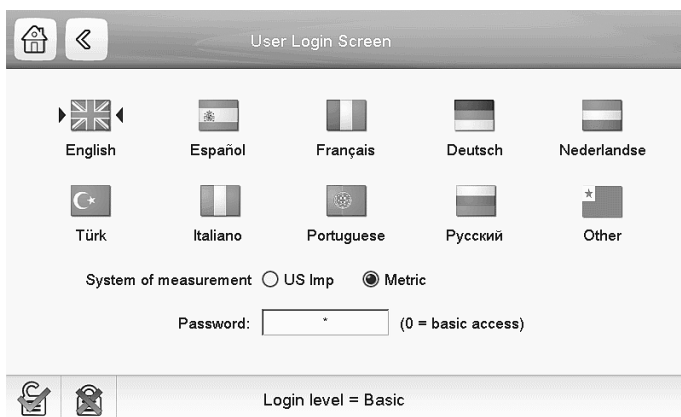 User Login Screen
English Español Français Deutsch Nederlandse
Türk Italiano Portuguese Русский Other
System of measurement US Imp Metric
Password: * (0 = basic access)
Login level = Basic